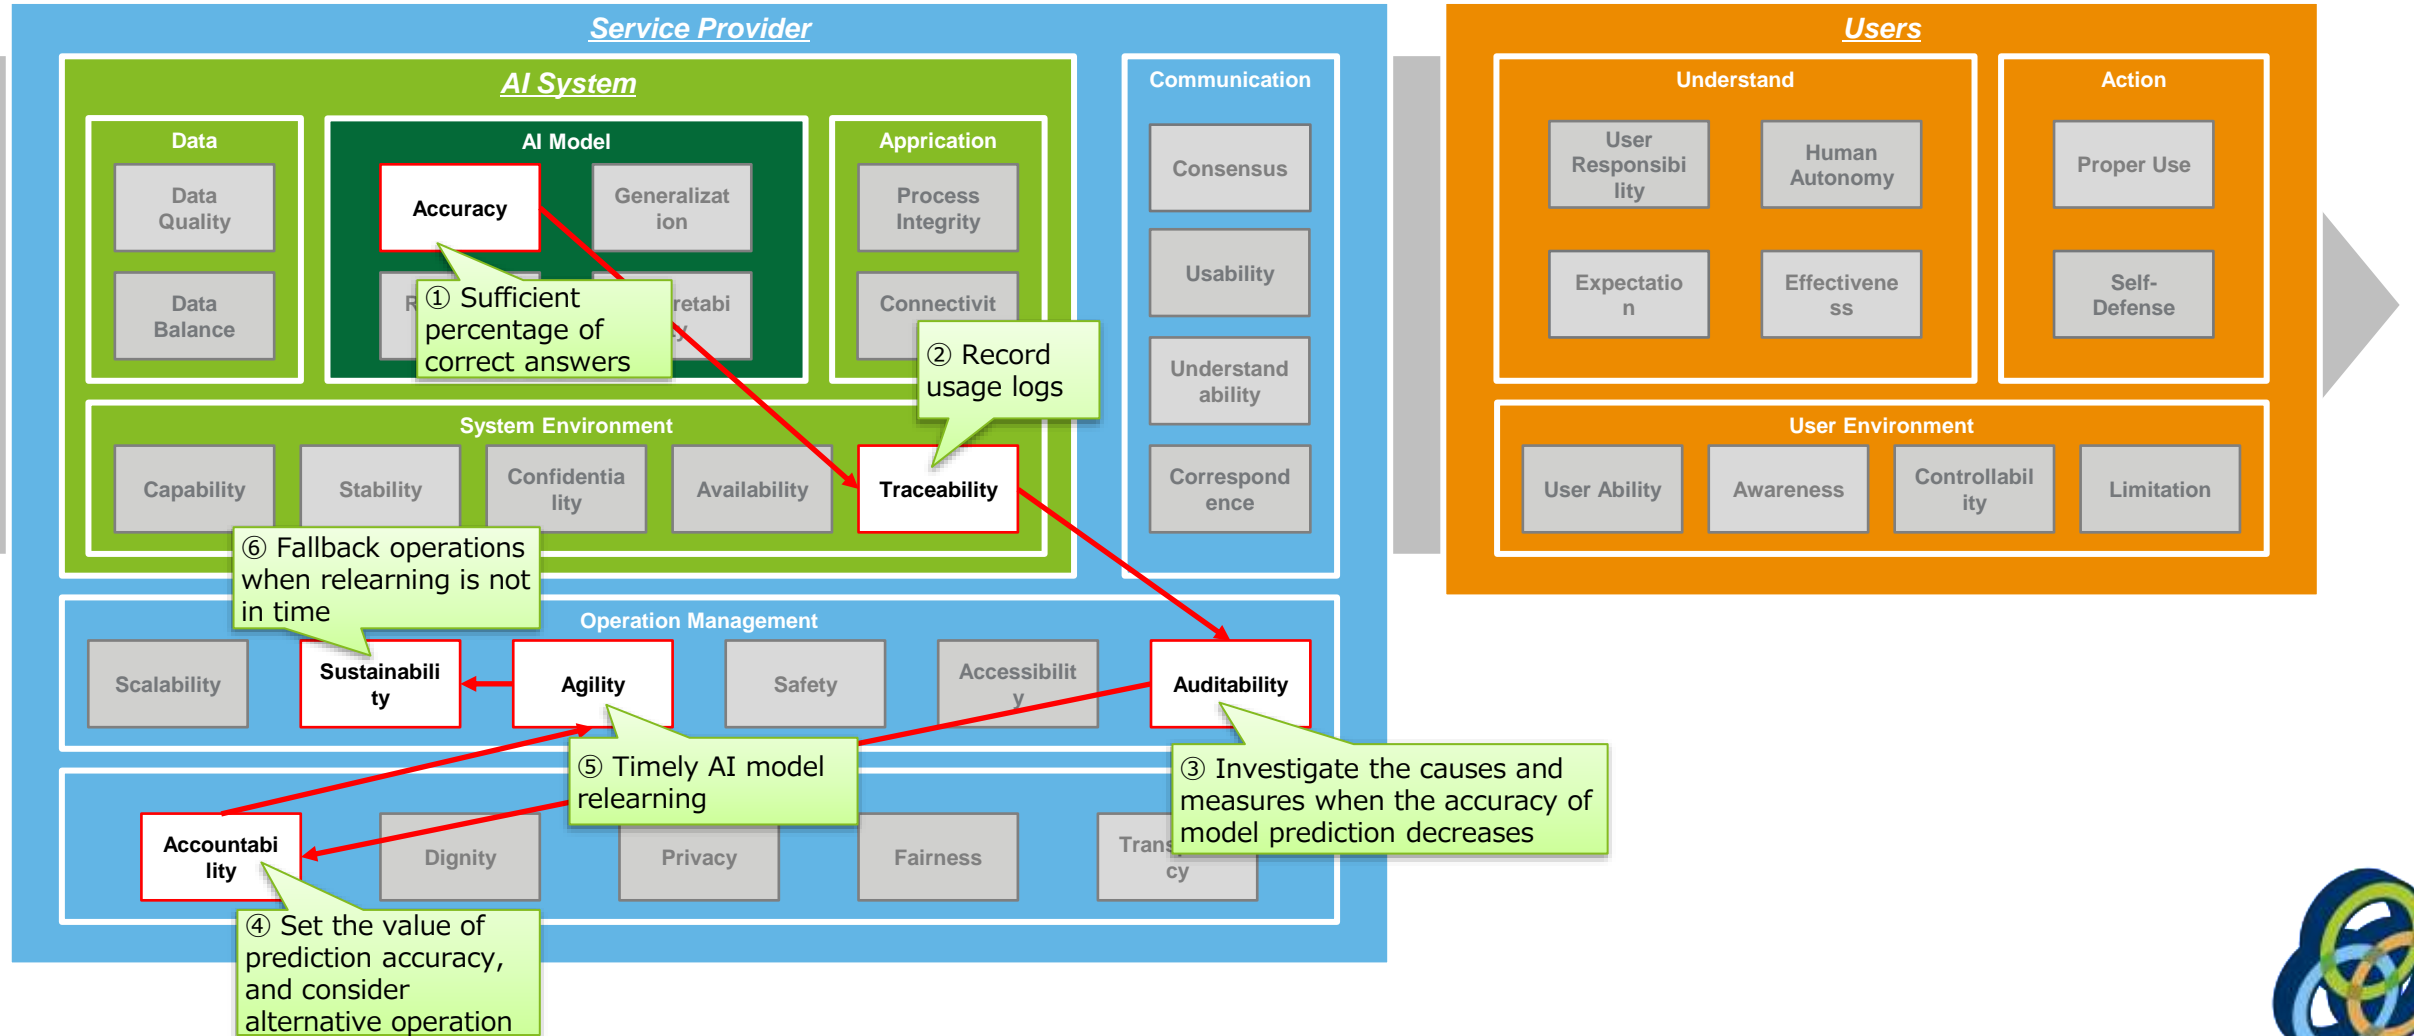 Service Provider
AI System
Data
Data
Quality
Data
Balance
AI Model
Accuracy
Generalizat
ion
① Sufficient
percentage of
correct answers
Apprication
Process
Integrity
Connectivit
② Record
usage logs
System Environment
Capability
Stability
Confidentia
lity
Availability
Traceability
Communication
Consensus
Usability
Understand
ability
Correspond
ence
⑥ Fallback operations
when relearning is not
in time
Operation Management
Scalability
Sustainabili
ty
Agility
Safety
Accessibilit
y
Auditability
⑤ Timely AI model
relearning
③ Investigate the causes and
measures when the accuracy of
model prediction decreases
Accountabi
lity
Dignity
Privacy
Fairness
cy
④ Set the value of
prediction accuracy,
and consider
alternative operation
Users
Understand
User
Responsibi
lity
Human
Autonomy
Expectatio
n
Effectivene
ss
Action
Proper Use
Self-
Defense
User Environment
User Ability
Awareness
Controllabil
ity
Limitation